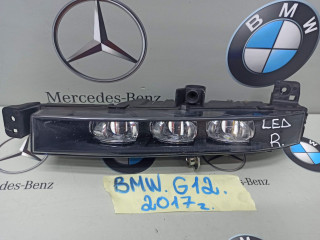 BMW
Mercedes-Benz
LED
R.
Mercedes-Benz
BMW. G12.
2017г.